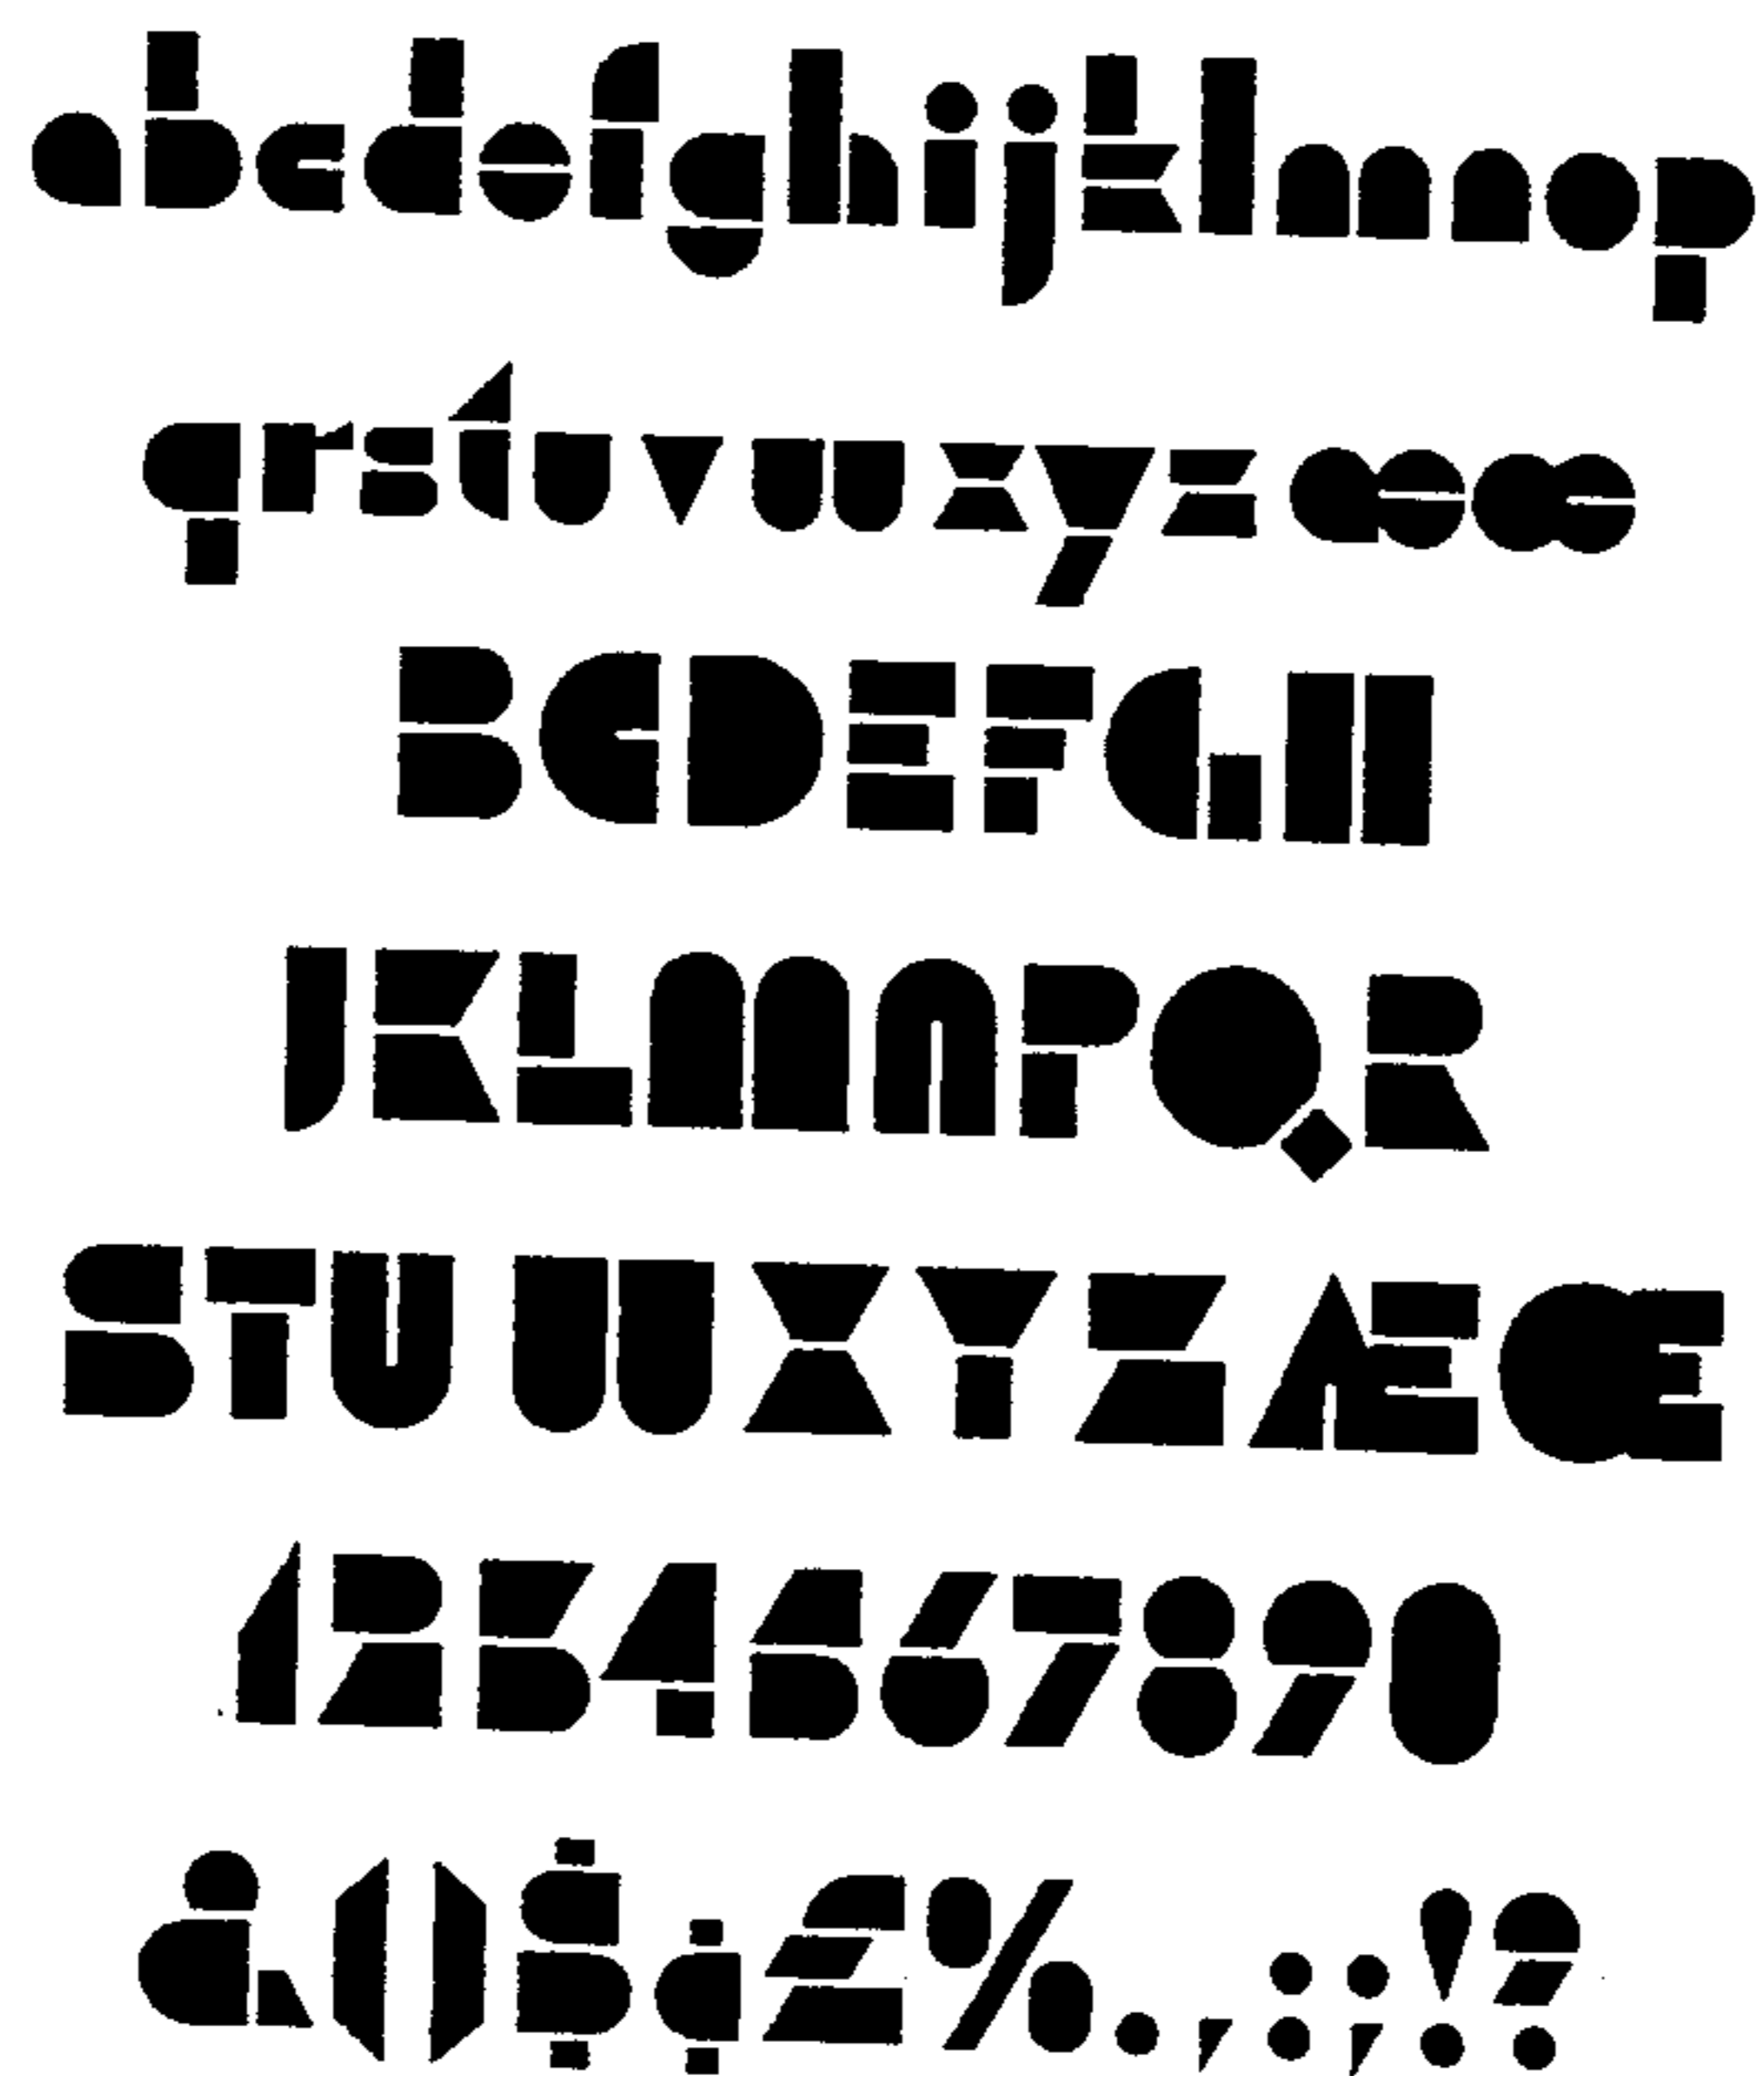 abcdefghijklmnop
qrstuvwxyzæœ
BCDEFGH
JKLMNPQR
STUWXYZÆŒ
1234567890
&()$¢£%.,:;!?